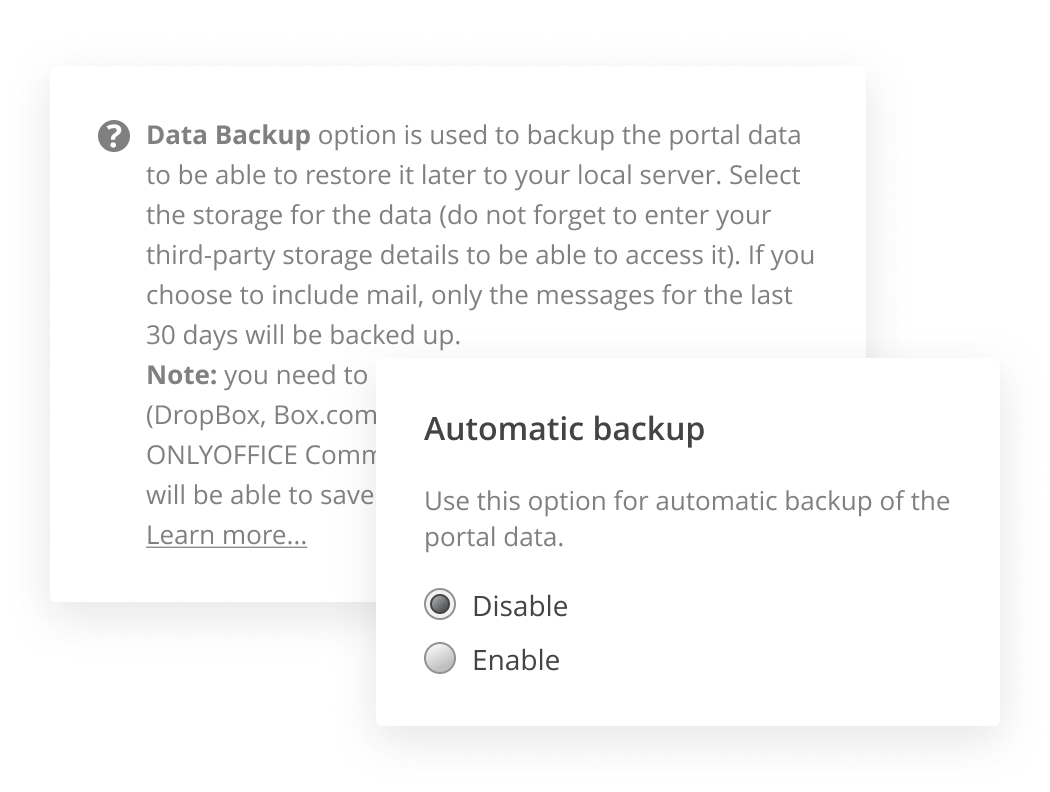 Data Backup option is used to backup the portal data
to be able to restore it later to your local server. Select
the storage for the data (do not forget to enter your
third-party storage details to be able to access it). If you
choose to include mail, only the messages for the last
30 days will be backed up.
Note: you need to
(DropBox, Box.com
ONLYOFFICE Comm
will be able to save
Learn more...
Automatic backup
Use this option for automatic backup of the
portal data.
Disable
Enable